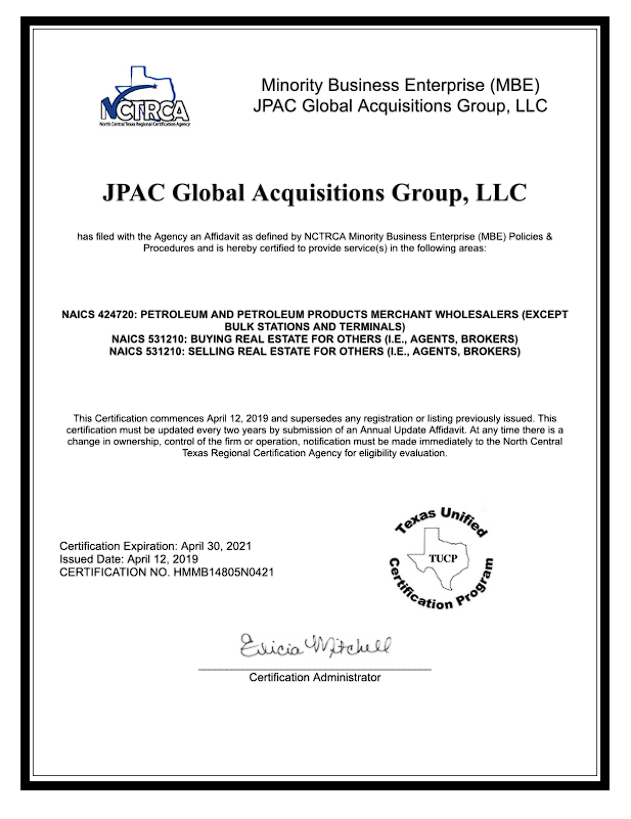 NCTRCA
North Central Texas Regional Certification Agency
Minority Business Enterprise (MBE)
JPAC Global Acquisitions Group, LLC
JPAC Global Acquisitions Group, LLC
has filed with the Agency an Affidavit as defined by NCTRCA Minority Business Enterprise (MBE) Policies &
Procedures and is hereby certified to provide service(s) in the following areas:
NAICS 424720: PETROLEUM AND PETROLEUM PRODUCTS MERCHANT WHOLESALERS (EXCEPT
BULK STATIONS AND TERMINALS)
NAICS 531210: BUYING REAL ESTATE FOR OTHERS (I.E., AGENTS, BROKERS)
NAICS 531210: SELLING REAL ESTATE FOR OTHERS (I.E., AGENTS, BROKERS)
This Certification commences April 12, 2019 and supersedes any registration or listing previously issued. This
certification must be updated every two years by submission of an Annual Update Affidavit. At any time there is a
change in ownership, control of the firm or operation, notification must be made immediately to the North Central
Texas Regional Certification Agency for eligibility evaluation.
Certification Expiration: April 30, 2021
Issued Date: April 12, 2019
CERTIFICATION NO. HMMB14805N0421
Texas Unified
TUCP
Certification Program
Mitchell
Certification Administrator